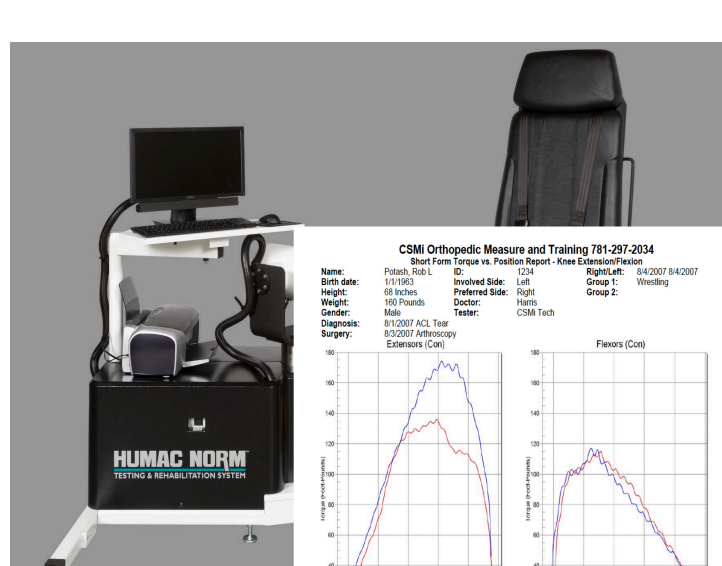 HUMAC NORM
TESTING & REHABILITATION SYSTEM
CSMi Orthopedic Measure and Training 781-297-2034
Short Form Torque vs. Position Report - Knee Extension/Flexion
Name: Potash, Rob L ID: 1234 Right/Left: 8/4/2007 8/4/2007
Birth date: 1/1/1963 Involved Side: Left Group 1: Wrestling
Height: 68 Inches Preferred Side: Right Group 2:
Weight: 160 Pounds Doctor: Harris
Gender: Male Tester: CSMi Tech
Diagnosis: 8/1/2007 ACL Tear
Surgery: 8/3/2007 Arthroscopy
Extensors (Con) Flexors (Con)
180 180
160 160
140 140
120 120
100 100
80 80
60 60
40 40
Torque (Foot-Pounds) Torque (Foot-Pounds)